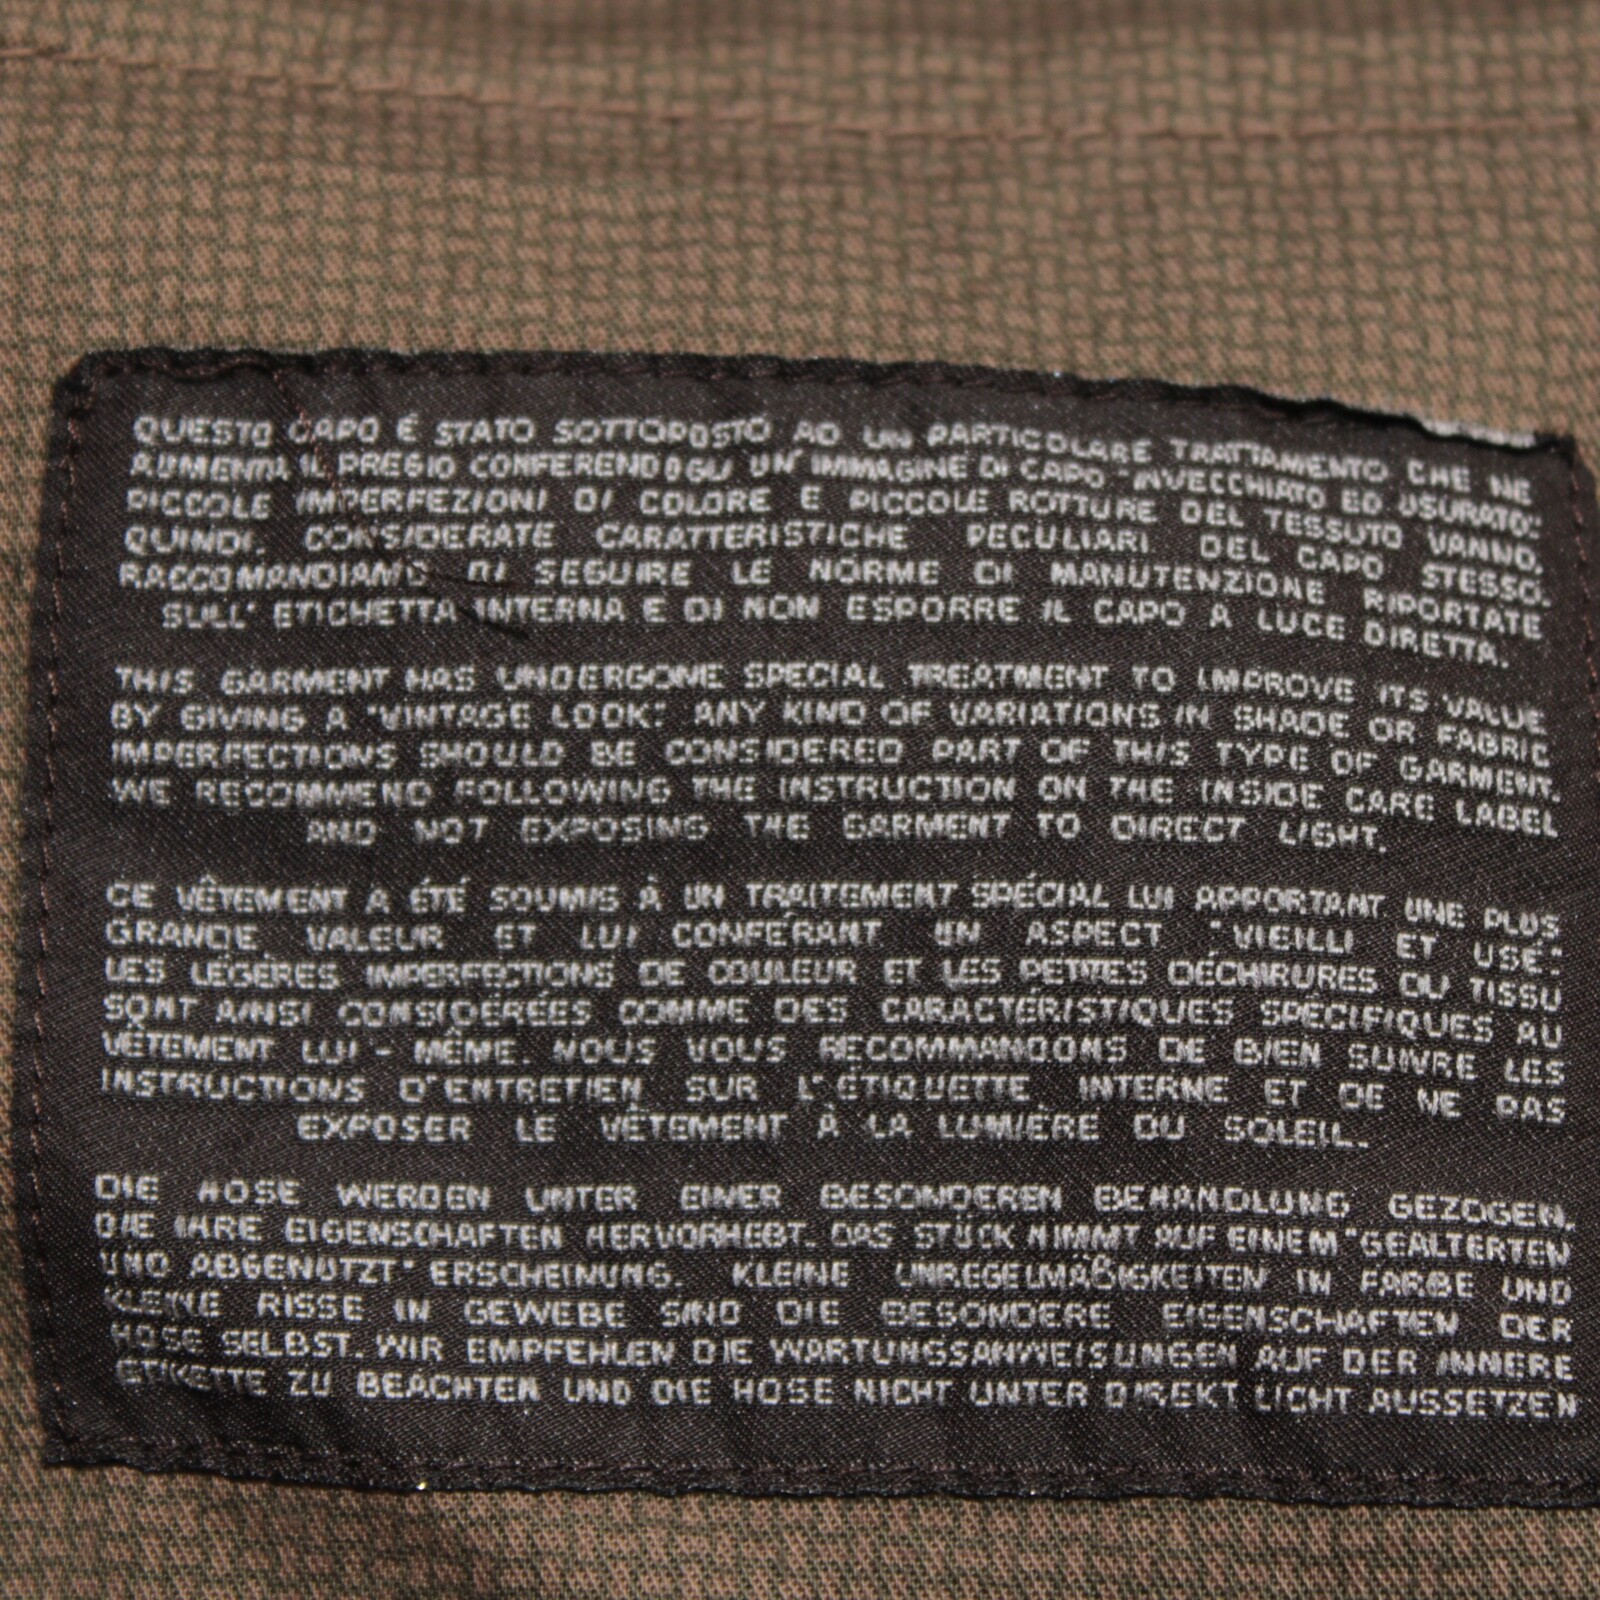 QUESTO CAPO É STATO SOTTOPOSTO AD UN PARTICOLARE TRATTAMENTO CHE NE
AUMENTA IL PREGIO CONFERENDOGLI UN' IMMAGINE DI CAPO "INVECCHIATO ED USURATO".
PICCOLE IMPERFEZIONI DI COLORE E PICCOLE ROTTURE DEL TESSUTO VANNO,
QUINDI, CONSIDERATE CARATTERISTICHE PECULIARI DEL CAPO STESSO.
RACCOMANDIAMO DI SEGUIRE LE NORME DI MANUTENZIONE RIPORTATE
SULL' ETICHETTA INTERNA E DI NON ESPORRE IL CAPO A LUCE DIRETTA.
THIS GARMENT HAS UNDERGONE SPECIAL TREATMENT TO IMPROVE ITS VALUE
BY GIVING A "VINTAGE LOOK". ANY KIND OF VARIATIONS IN SHADE OR FABRIC
IMPERFECTIONS SHOULD BE CONSIDERED PART OF THIS TYPE OF GARMENT.
WE RECOMMEND FOLLOWING THE INSTRUCTION ON THE INSIDE CARE LABEL
AND NOT EXPOSING THE GARMENT TO DIRECT LIGHT.
CE VÊTEMENT A ÉTÉ SOUMIS À UN TRAITEMENT SPÉCIAL LUI APPORTANT UNE PLUS
GRANDE VALEUR ET LUI CONFÉRANT UN ASPECT "VIEILLI ET USÉ".
LES LÉGÈRES IMPERFECTIONS DE COULEUR ET LES PETITES DÉCHIRURES DU TISSU
SONT AINSI CONSIDÉRÉES COMME DES CARACTÉRISTIQUES SPÉCIFIQUES AU
VÊTEMENT LUI - MÊME. NOUS VOUS RECOMMANDONS DE BIEN SUIVRE LES
INSTRUCTIONS D'ENTRETIEN SUR L'ÉTIQUETTE INTERNE ET DE NE PAS
EXPOSER LE VÊTEMENT À LA LUMIÈRE DU SOLEIL.
DIE HOSE WERDEN UNTER EINER BESONDEREN BEHANDLUNG GEZOGEN,
DIE IHRE EIGENSCHAFTEN HERVORHEBT. DAS STÜCK NIMMT AUF EINEM "GEALTERTEN
UND ABGENUTZT" ERSCHEINUNG. KLEINE UNREGELMÄßIGKEITEN IN FARBE UND
KLEINE RISSE IN GEWEBE SIND DIE BESONDERE EIGENSCHAFTEN DER
HOSE SELBST. WIR EMPFEHLEN DIE WARTUNGSANWEISUNGEN AUF DER INNERE
ETIKETTE ZU BEACHTEN UND DIE HOSE NICHT UNTER DIREKT LICHT AUSSETZEN